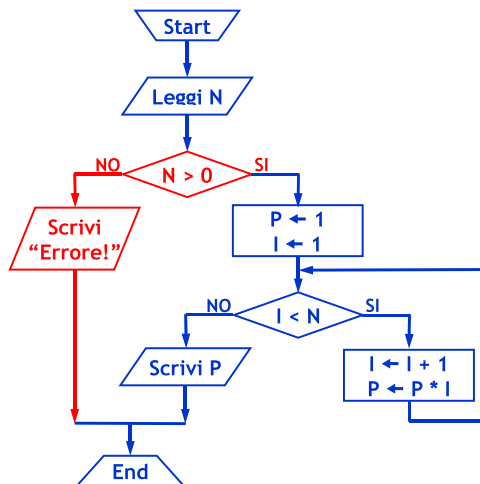 Start
Leggi N
NO
SI
N > 0
Scrivi
“Errore!”
P ← 1
I ← 1
NO
SI
I < N
Scrivi P
I ← I + 1
P ← P * I
End